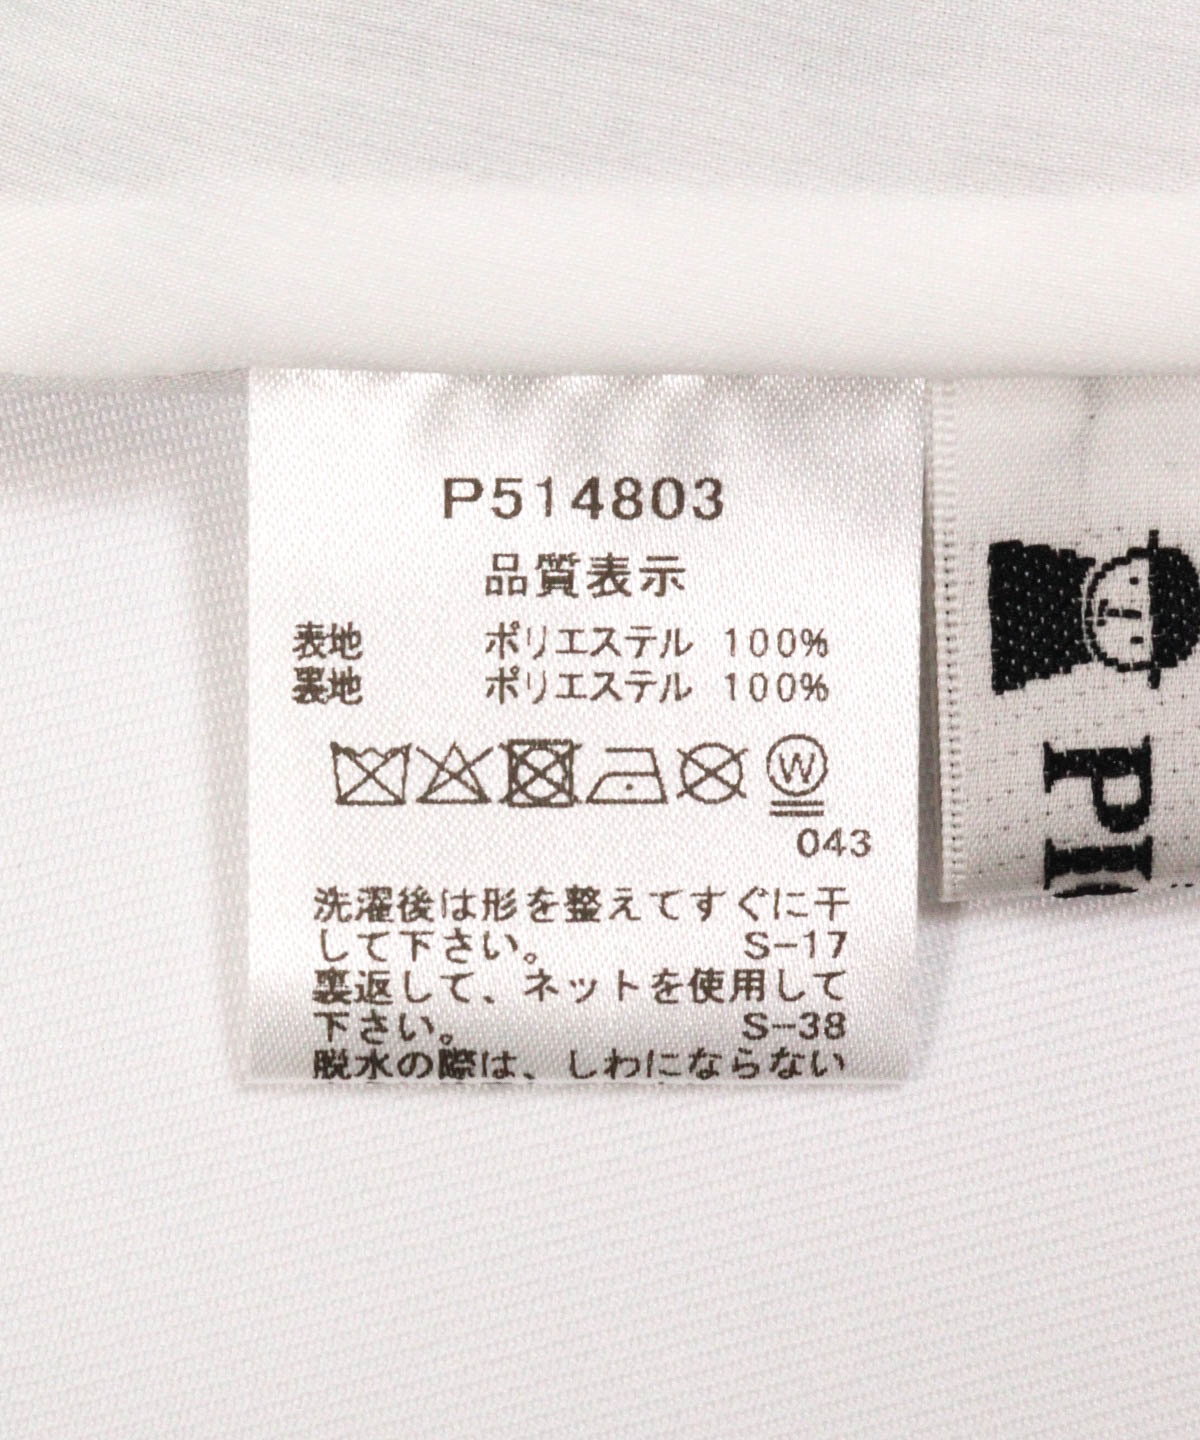 P514803
品質表示
表地 ポリエステル 100%
裏地 ポリエステル 100%
W
043
洗濯後は形を整えてすぐに干
して下さい。 S-17
裏返して、ネットを使用して
下さい。 S-38
脱水の際は、しわにならない